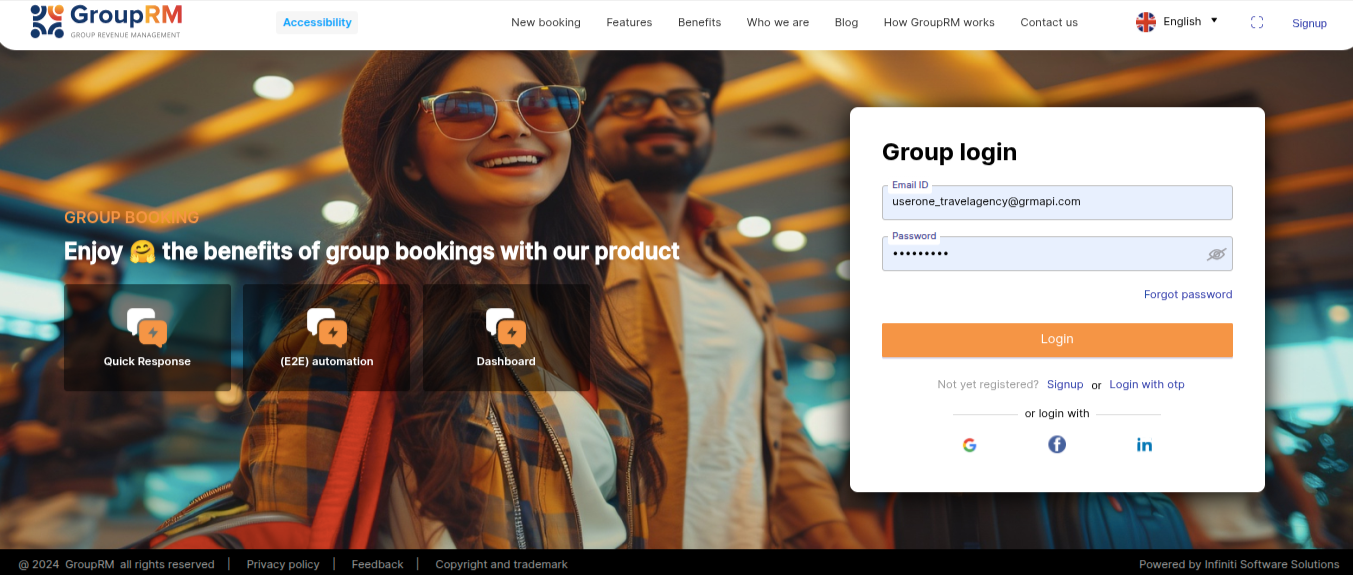 GroupRM
GROUP REVENUE MANAGEMENT
Accessibility
New booking
Features
Benefits
Who we are
Blog
How GroupRM works
Contact us
English
Signup
GROUP BOOKING
Enjoy 🤗 the benefits of group bookings with our product
Quick Response
(E2E) automation
Dashboard
Group login
Email ID
userone_travelagency@grmapi.com
Password
•••••••••
Forgot password
Login
Not yet registered? Signup or Login with otp
or login with
@ 2024 GroupRM all rights reserved | Privacy policy | Feedback | Copyright and trademark
Powered by Infiniti Software Solutions